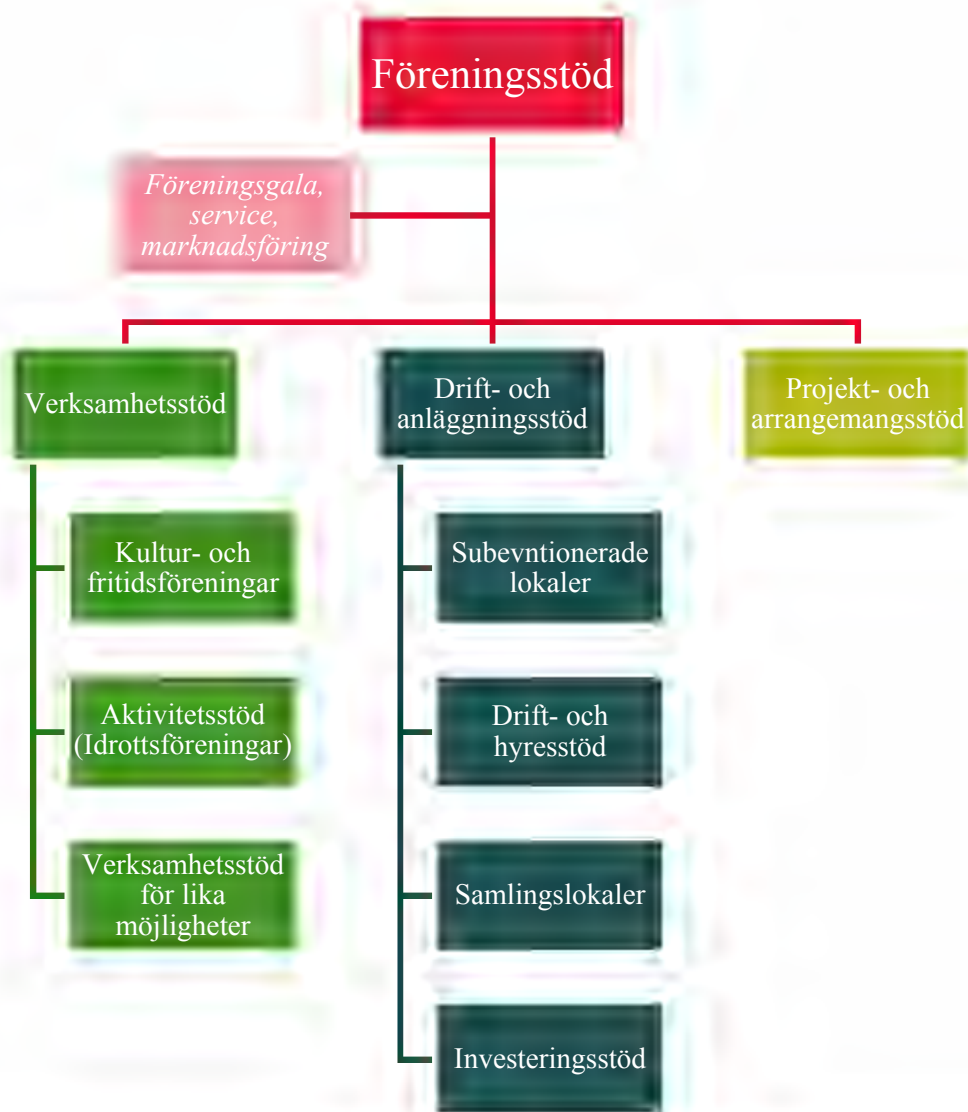 Föreningsstöd
Föreningsgala,
service,
marknadsföring
Verksamhetsstöd
Kultur- och
fritidsföreningar
Aktivitetsstöd
(Idrottsföreningar)
Verksamhetsstöd
för lika
möjligheter
Drift- och
anläggningsstöd
Subevntionerade
lokaler
Drift- och
hyresstöd
Samlingslokaler
Investeringsstöd
Projekt- och
arrangemangsstöd